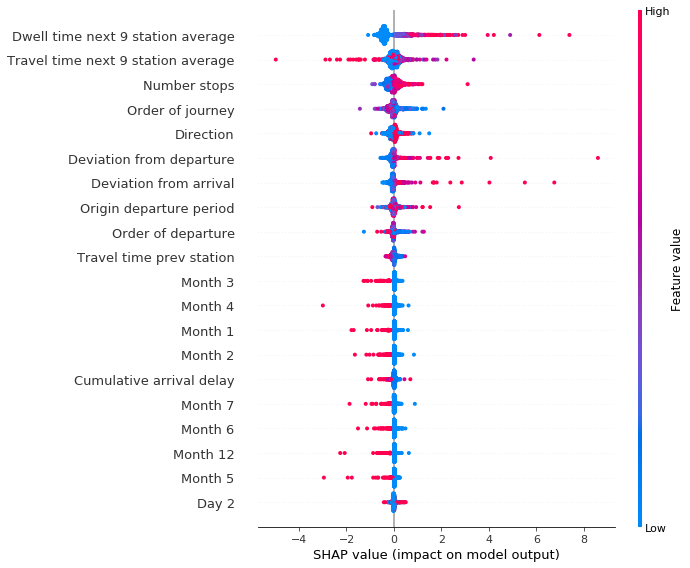 High
Dwell time next 9 station average
Travel time next 9 station average
Number stops
Order of journey
Direction
Deviation from departure
Deviation from arrival
Origin departure period
Order of departure
Travel time prev station
Month 3
Month 4
Month 1
Month 2
Cumulative arrival delay
Month 7
Month 6
Month 12
Month 5
Day 2
Feature value
Low
−4 −2 0 2 4 6 8
SHAP value (impact on model output)